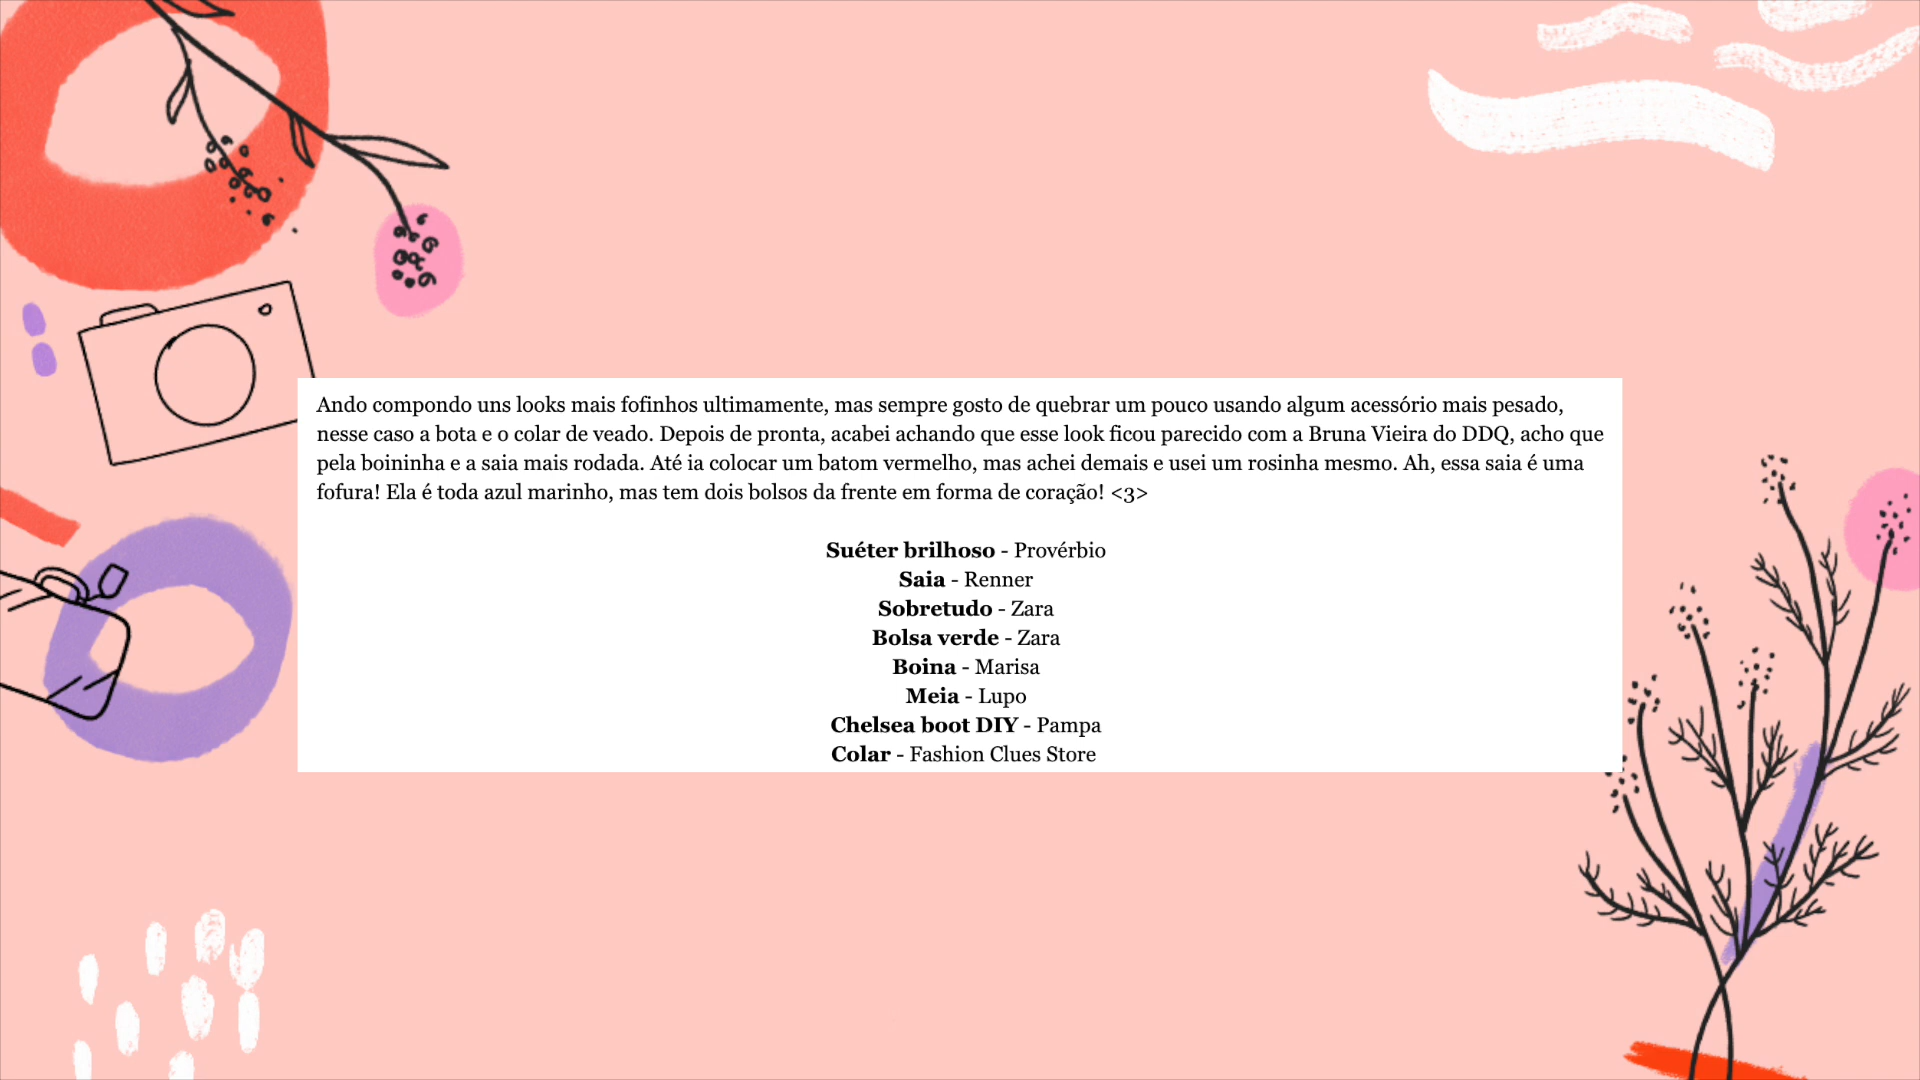 Ando compondo uns looks mais fofinhos ultimamente, mas sempre gosto de quebrar um pouco usando algum acessório mais pesado,
nesse caso a bota e o colar de veado. Depois de pronta, acabei achando que esse look ficou parecido com a Bruna Vieira do DDQ, acho que
pela boininha e a saia mais rodada. Até ia colocar um batom vermelho, mas achei demais e usei um rosinha mesmo. Ah, essa saia é uma
fofura! Ela é toda azul marinho, mas tem dois bolsos da frente em forma de coração! <3>
Suéter brilhoso - Provérbio
Saia - Renner
Sobretudo - Zara
Bolsa verde - Zara
Boina - Marisa
Meia - Lupo
Chelsea boot DIY - Pampa
Colar - Fashion Clues Store